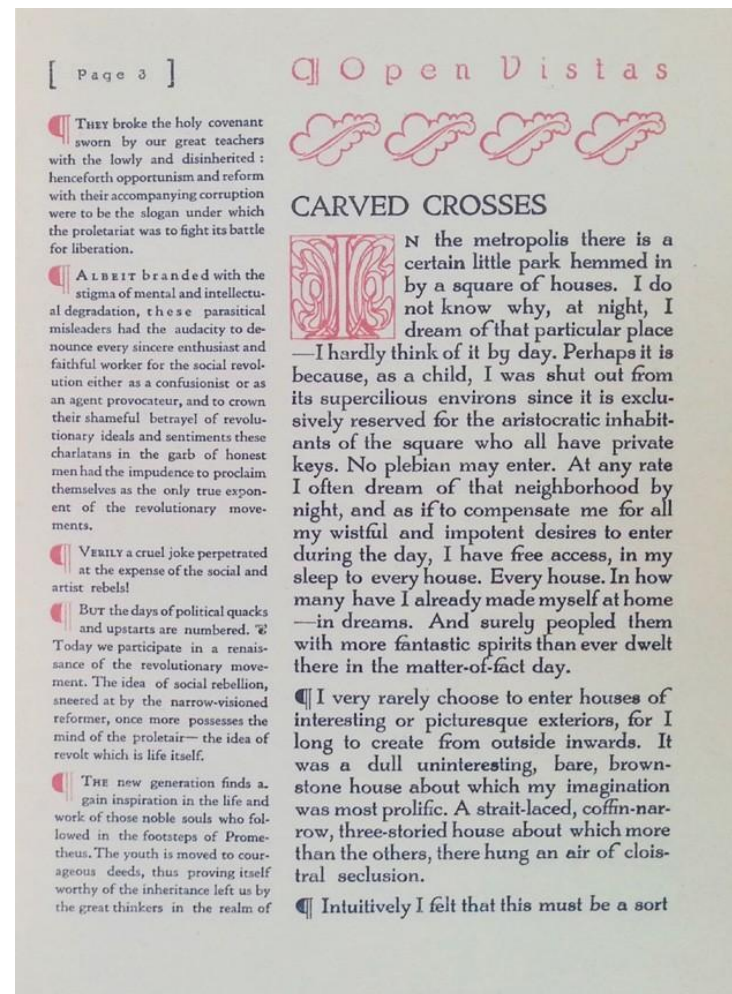 [ Page 3 ]
¶ THEY broke the holy covenant
sworn by our great teachers
with the lowly and disinherited :
henceforth opportunism and reform
with their accompanying corruption
were to be the slogan under which
the proletariat was to fight its battle
for liberation.
¶ ALBEIT branded with the
stigma of mental and intellectu-
al degradation, these parasitical
misleaders had the audacity to de-
nounce every sincere enthusiast and
faithful worker for the social revol-
ution either as a confusionist or as
an agent provocateur, and to crown
their shameful betrayel of revolu-
tionary ideals and sentiments these
charlatans in the garb of honest
men had the impudence to proclaim
themselves as the only true expon-
ent of the revolutionary move-
ments.
¶ VERILY a cruel joke perpetrated
at the expense of the social and
artist rebels!
¶ BUT the days of political quacks
and upstarts are numbered. ❦
Today we participate in a renais-
sance of the revolutionary move-
ment. The idea of social rebellion,
sneered at by the narrow-visioned
reformer, once more possesses the
mind of the proletair— the idea of
revolt which is life itself.
¶ THE new generation finds a-
gain inspiration in the life and
work of those noble souls who fol-
lowed in the footsteps of Prome-
theus. The youth is moved to cour-
ageous deeds, thus proving itself
worthy of the inheritance left us by
the great thinkers in the realm of
¶ Open Vistas
CARVED CROSSES
IN the metropolis there is a
certain little park hemmed in
by a square of houses. I do
not know why, at night, I
dream of that particular place
—I hardly think of it by day. Perhaps it is
because, as a child, I was shut out from
its supercilious environs since it is exclu-
sively reserved for the aristocratic inhabit-
ants of the square who all have private
keys. No plebian may enter. At any rate
I often dream of that neighborhood by
night, and as if to compensate me for all
my wistful and impotent desires to enter
during the day, I have free access, in my
sleep to every house. Every house. In how
many have I already made myself at home
—in dreams. And surely peopled them
with more fantastic spirits than ever dwelt
there in the matter-of-fact day.
¶ I very rarely choose to enter houses of
interesting or picturesque exteriors, for I
long to create from outside inwards. It
was a dull uninteresting, bare, brown-
stone house about which my imagination
was most prolific. A strait-laced, coffin-nar-
row, three-storied house about which more
than the others, there hung an air of clois-
tral seclusion.
¶ Intuitively I felt that this must be a sort